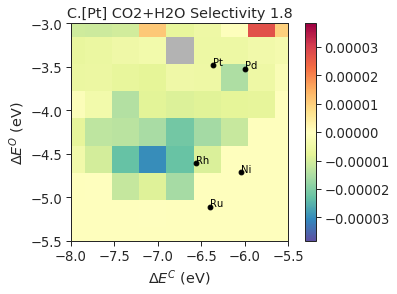 C.[Pt] CO2+H2O Selectivity 1.8
−3.0
−3.5
−4.0
−4.5
−5.0
−5.5
ΔE^O (eV)
Pt
Pd
Rh
Ni
Ru
−8.0 −7.5 −7.0 −6.5 −6.0 −5.5
ΔE^C (eV)
0.00003
0.00002
0.00001
0.00000
−0.00001
−0.00002
−0.00003